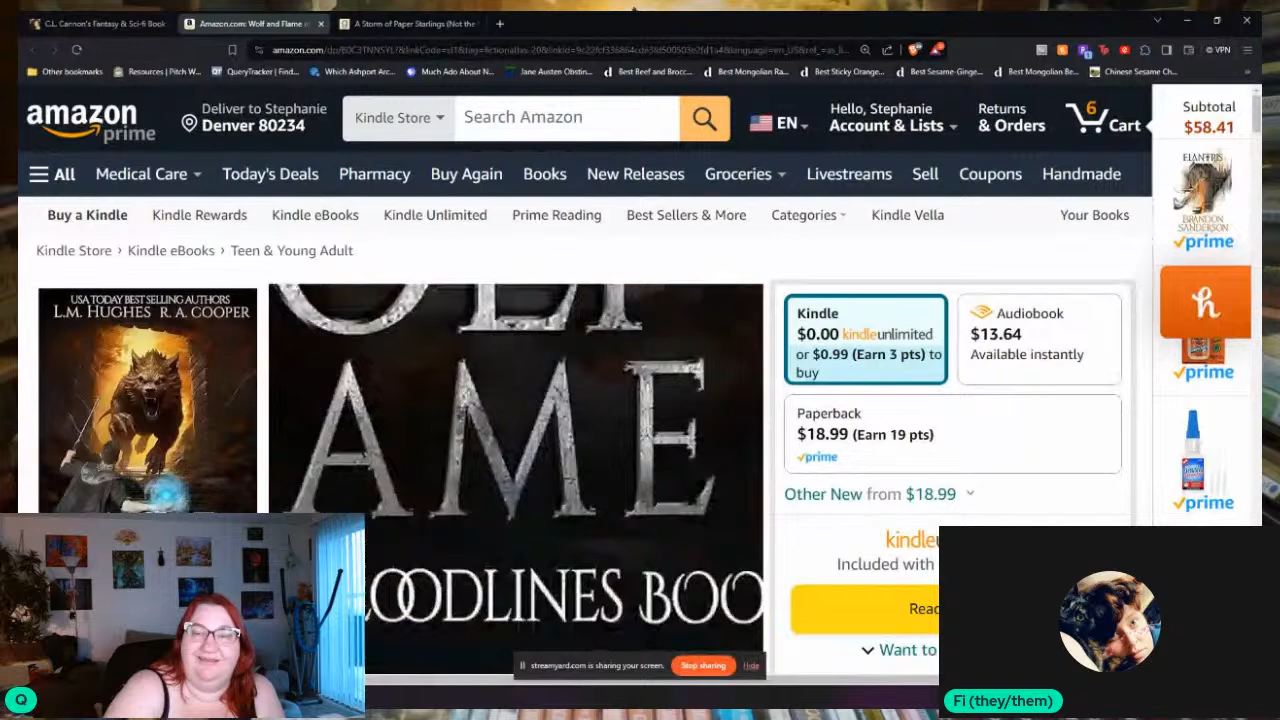 C.L. Cannon's Fantasy & Sci-fi Book
Amazon.com: Wolf and Flame
A Storm of Paper Starlings (Not the
amazon.com/dp/
VPN
Other bookmarks
Resources | Pitch W...
QueryTracker | Find...
Which Ashport Arc...
Much Ado About N...
Jane Austen Obstin...
Best Beef and Brocc...
Best Mongolian Ra...
Best Sticky Orange...
Best Sesame-Ginge...
Best Mongolian Be...
Chinese Sesame Ch...
amazon
prime
Deliver to Stephanie
Denver 80234
Kindle Store
Search Amazon
EN
Hello, Stephanie
Account & Lists
Returns
& Orders
6
Cart
Subtotal
$58.41
All
Medical Care
Today's Deals
Pharmacy
Buy Again
Books
New Releases
Groceries
Livestreams
Sell
Coupons
Handmade
ELANTRIS
BRANDON
SANDERSON
prime
Buy a Kindle
Kindle Rewards
Kindle eBooks
Kindle Unlimited
Prime Reading
Best Sellers & More
Categories
Kindle Vella
Your Books
Kindle Store › Kindle eBooks › Teen & Young Adult
USA TODAY BEST SELLING AUTHORS
L.M. HUGHES R. A. COOPER
AME
LOODLINES BOO
Kindle
$0.00 kindleunlimited
or $0.99 (Earn 3 pts) to
buy
Audiobook
$13.64
Available instantly
Paperback
$18.99 (Earn 19 pts)
prime
Other New from $18.99
kindle
Included with
Read
Want to
h
prime
prime
streamyard.com is sharing your screen.
Stop sharing
Hide
Q
Fi (they/them)